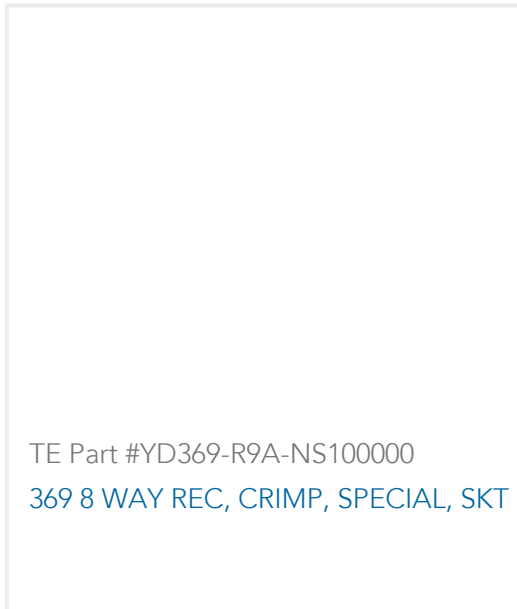 TE Part #YD369-R9A-NS100000
369 8 WAY REC, CRIMP, SPECIAL, SKT